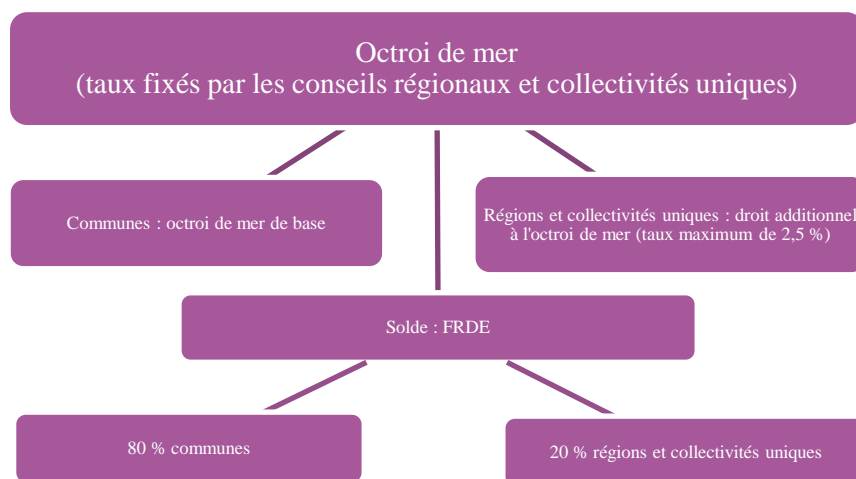 Octroi de mer
(taux fixés par les conseils régionaux et collectivités uniques)
Communes : octroi de mer de base
Régions et collectivités uniques : droit additionnel
à l'octroi de mer (taux maximum de 2,5 %)
Solde : FRDE
80 % communes
20 % régions et collectivités uniques